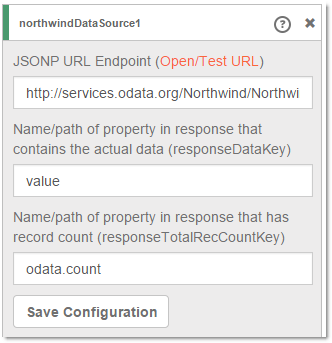 northwindDataSource1
JSONP URL Endpoint (Open/Test URL)
http://services.odata.org/Northwind/Northwi
Name/path of property in response that
contains the actual data (responseDataKey)
value
Name/path of property in response that has
record count (responseTotalRecCountKey)
odata.count
Save Configuration